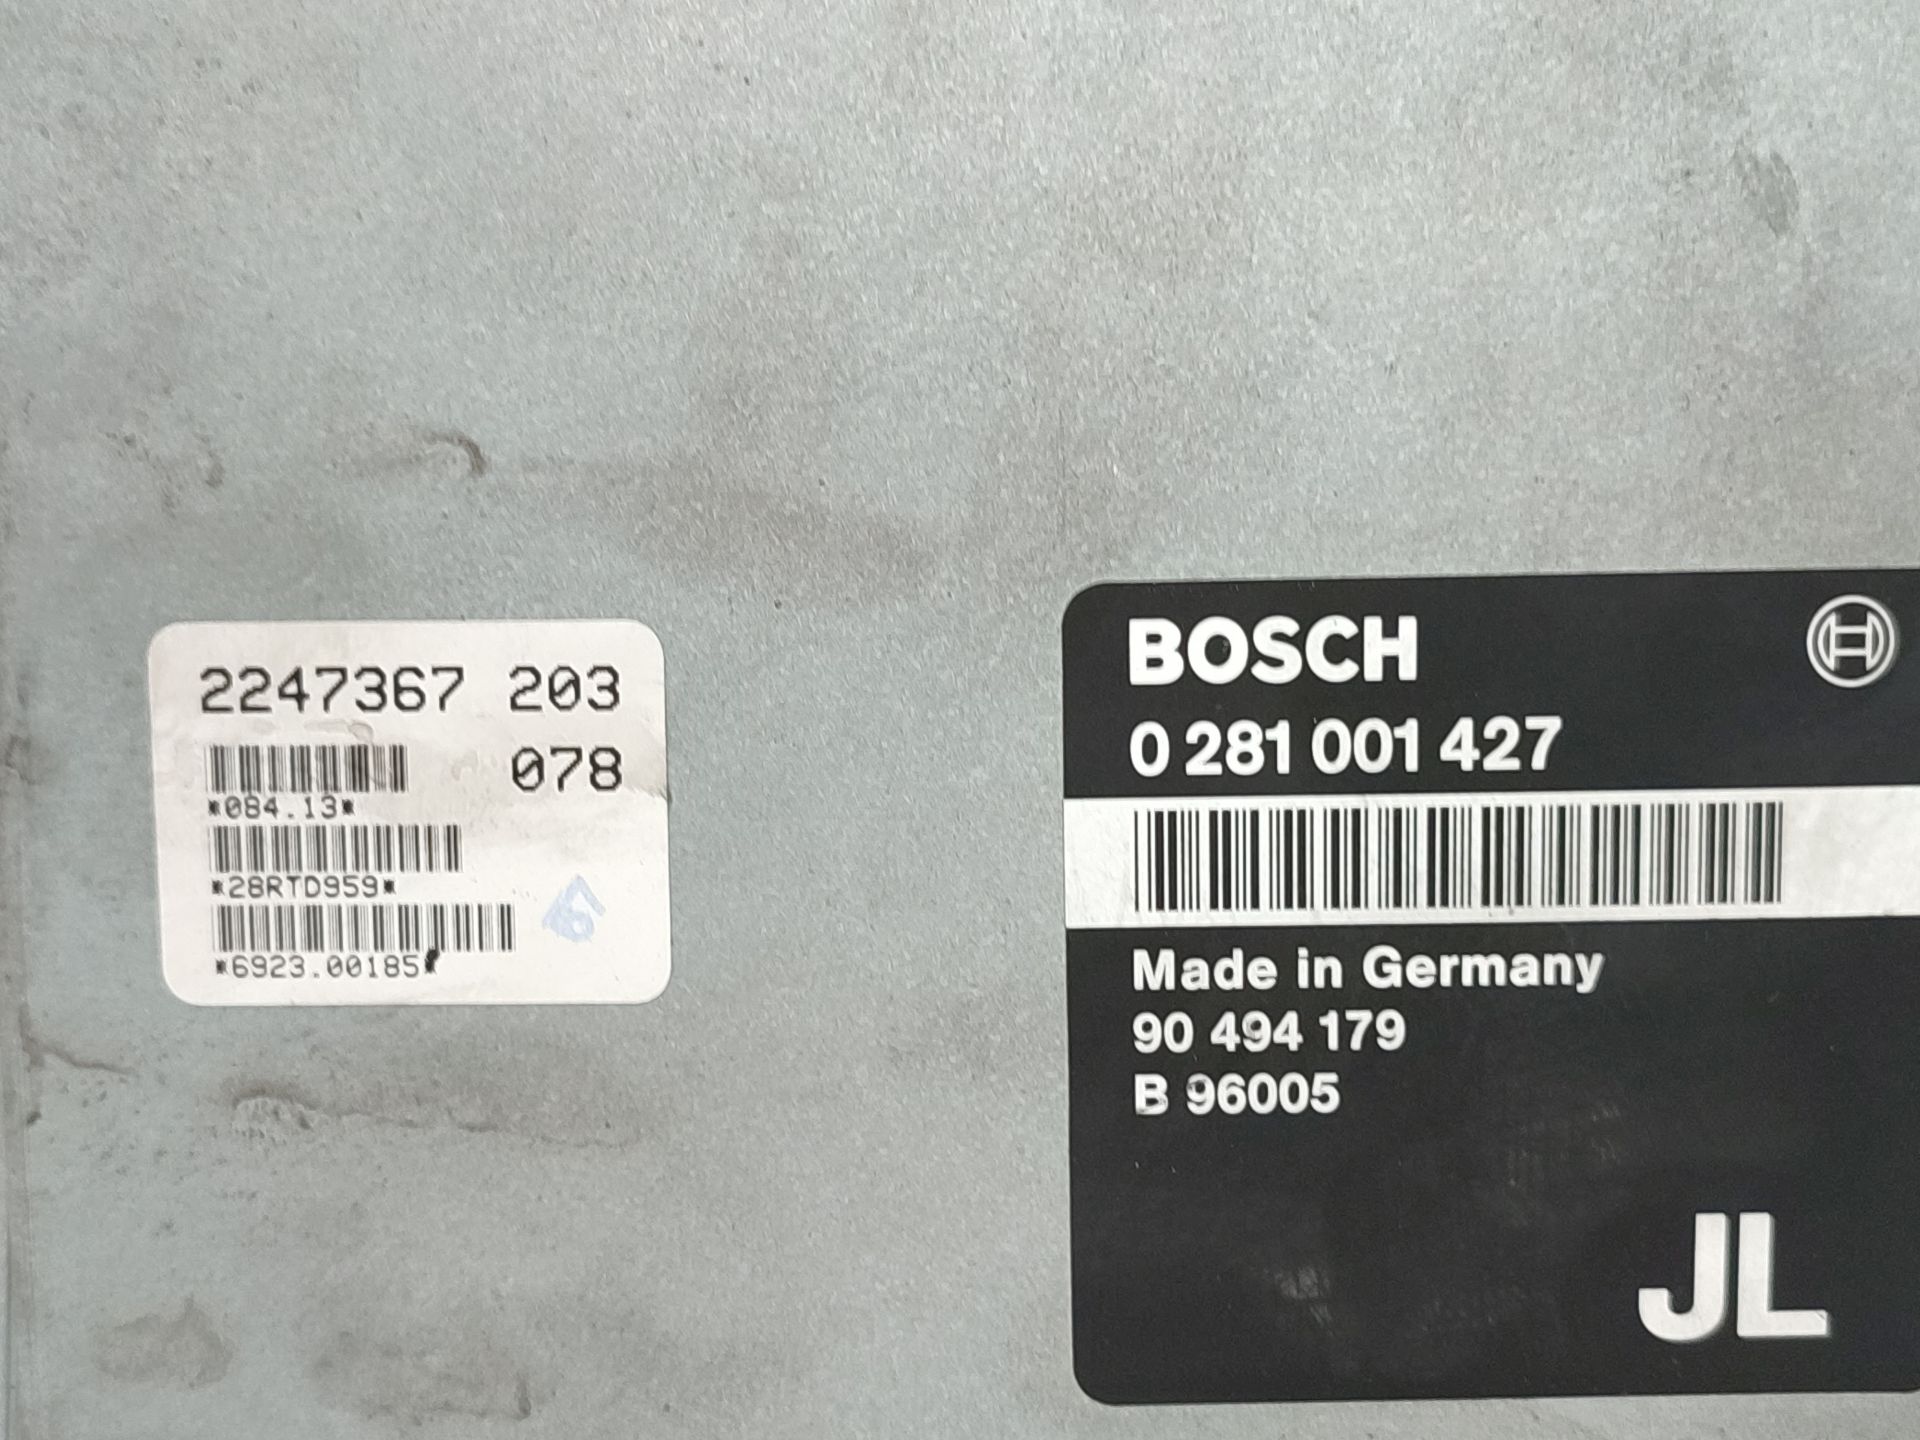 2247367 203
078
*084.13*
*28RTD959*
*6923.00185*
BOSCH
0 281 001 427
Made in Germany
90 494 179
B 96005
JL